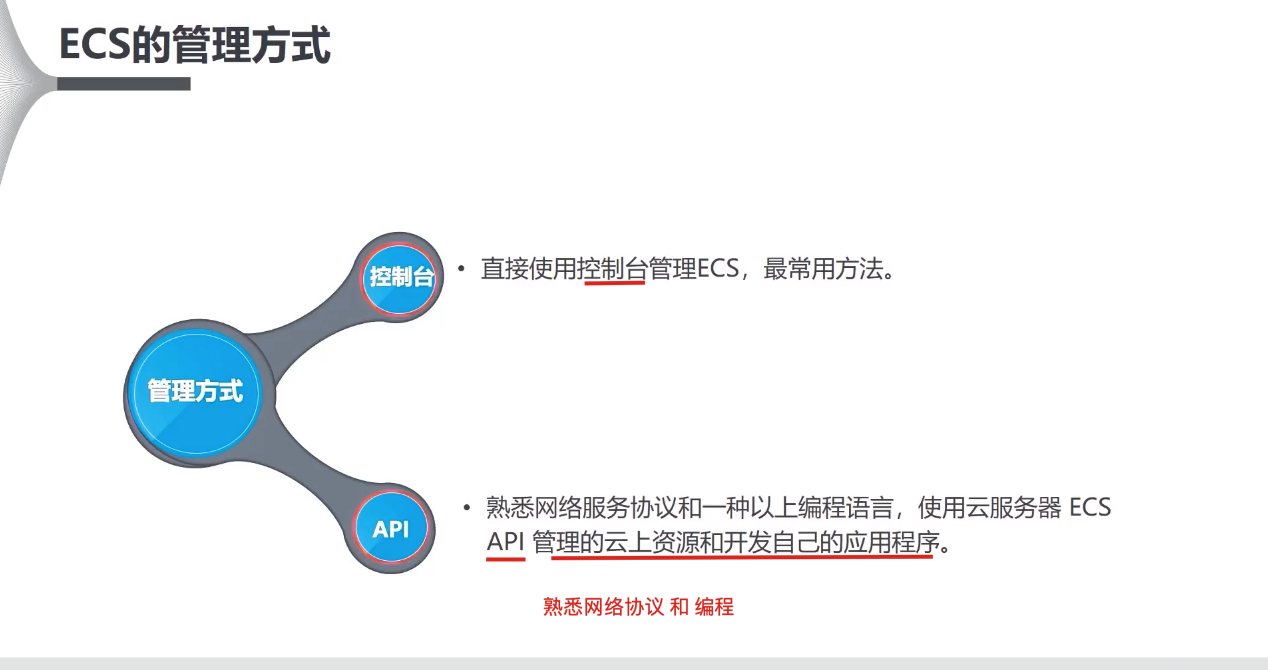 ECS的管理方式
控制台
• 直接使用控制台管理ECS，最常用方法。
管理方式
API
• 熟悉网络服务协议和一种以上编程语言，使用云服务器 ECS
API 管理的云上资源和开发自己的应用程序。
熟悉网络协议 和 编程